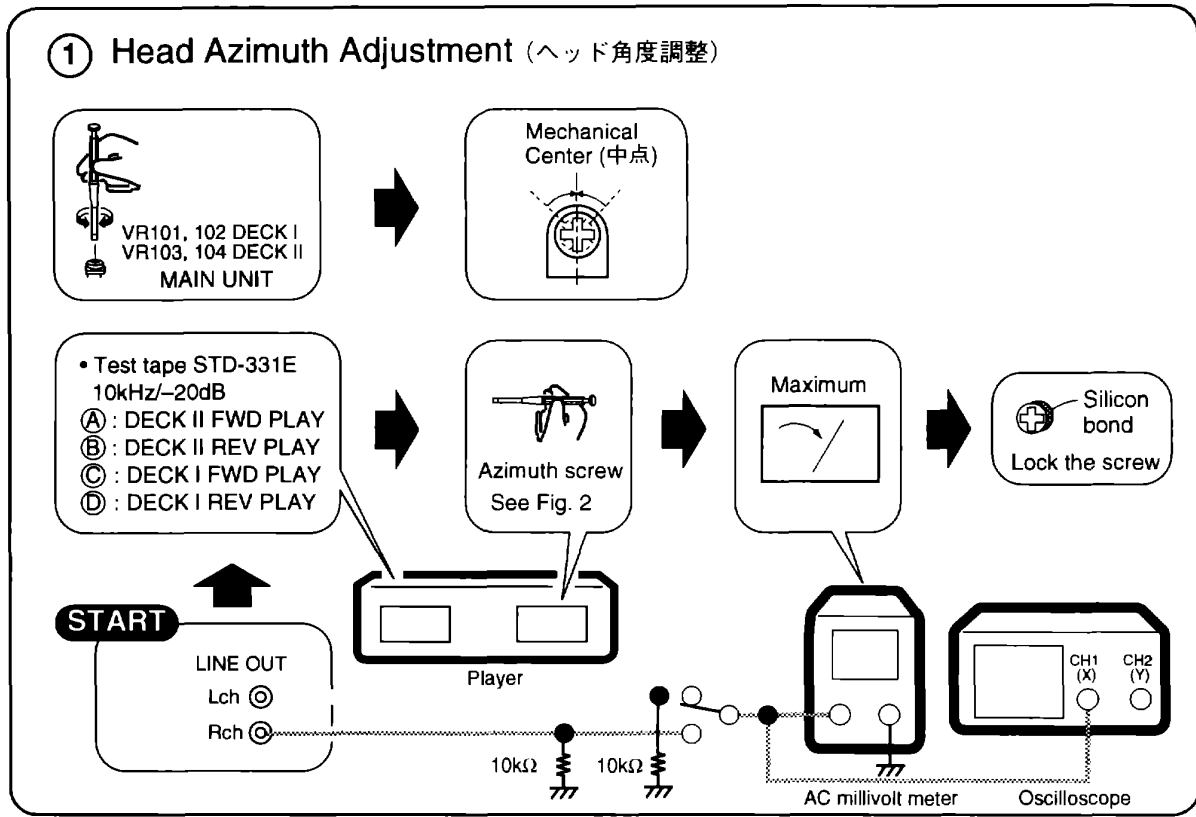 ① Head Azimuth Adjustment (ヘッド角度調整)
VR101, 102 DECK I
VR103, 104 DECK II
MAIN UNIT
Mechanical
Center (中点)
• Test tape STD-331E
10kHz/–20dB
Ⓐ : DECK II FWD PLAY
Ⓑ : DECK II REV PLAY
Ⓒ : DECK I FWD PLAY
Ⓓ : DECK I REV PLAY
Azimuth screw
See Fig. 2
Maximum
Silicon
bond
Lock the screw
START
LINE OUT
Lch
Rch
Player
10kΩ
10kΩ
AC millivolt meter
CH1
(X)
CH2
(Y)
Oscilloscope